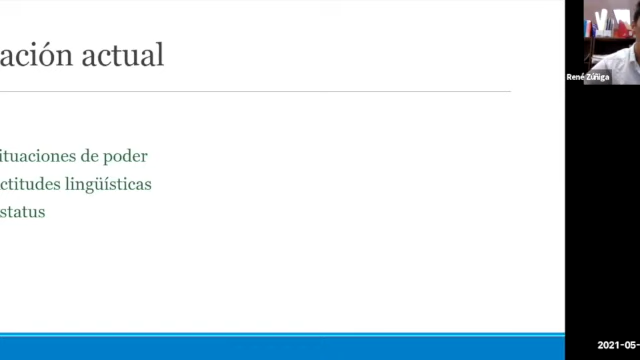 ación actual
ituaciones de poder
ctitudes lingüísticas
status
René Zúñiga
2021-05-